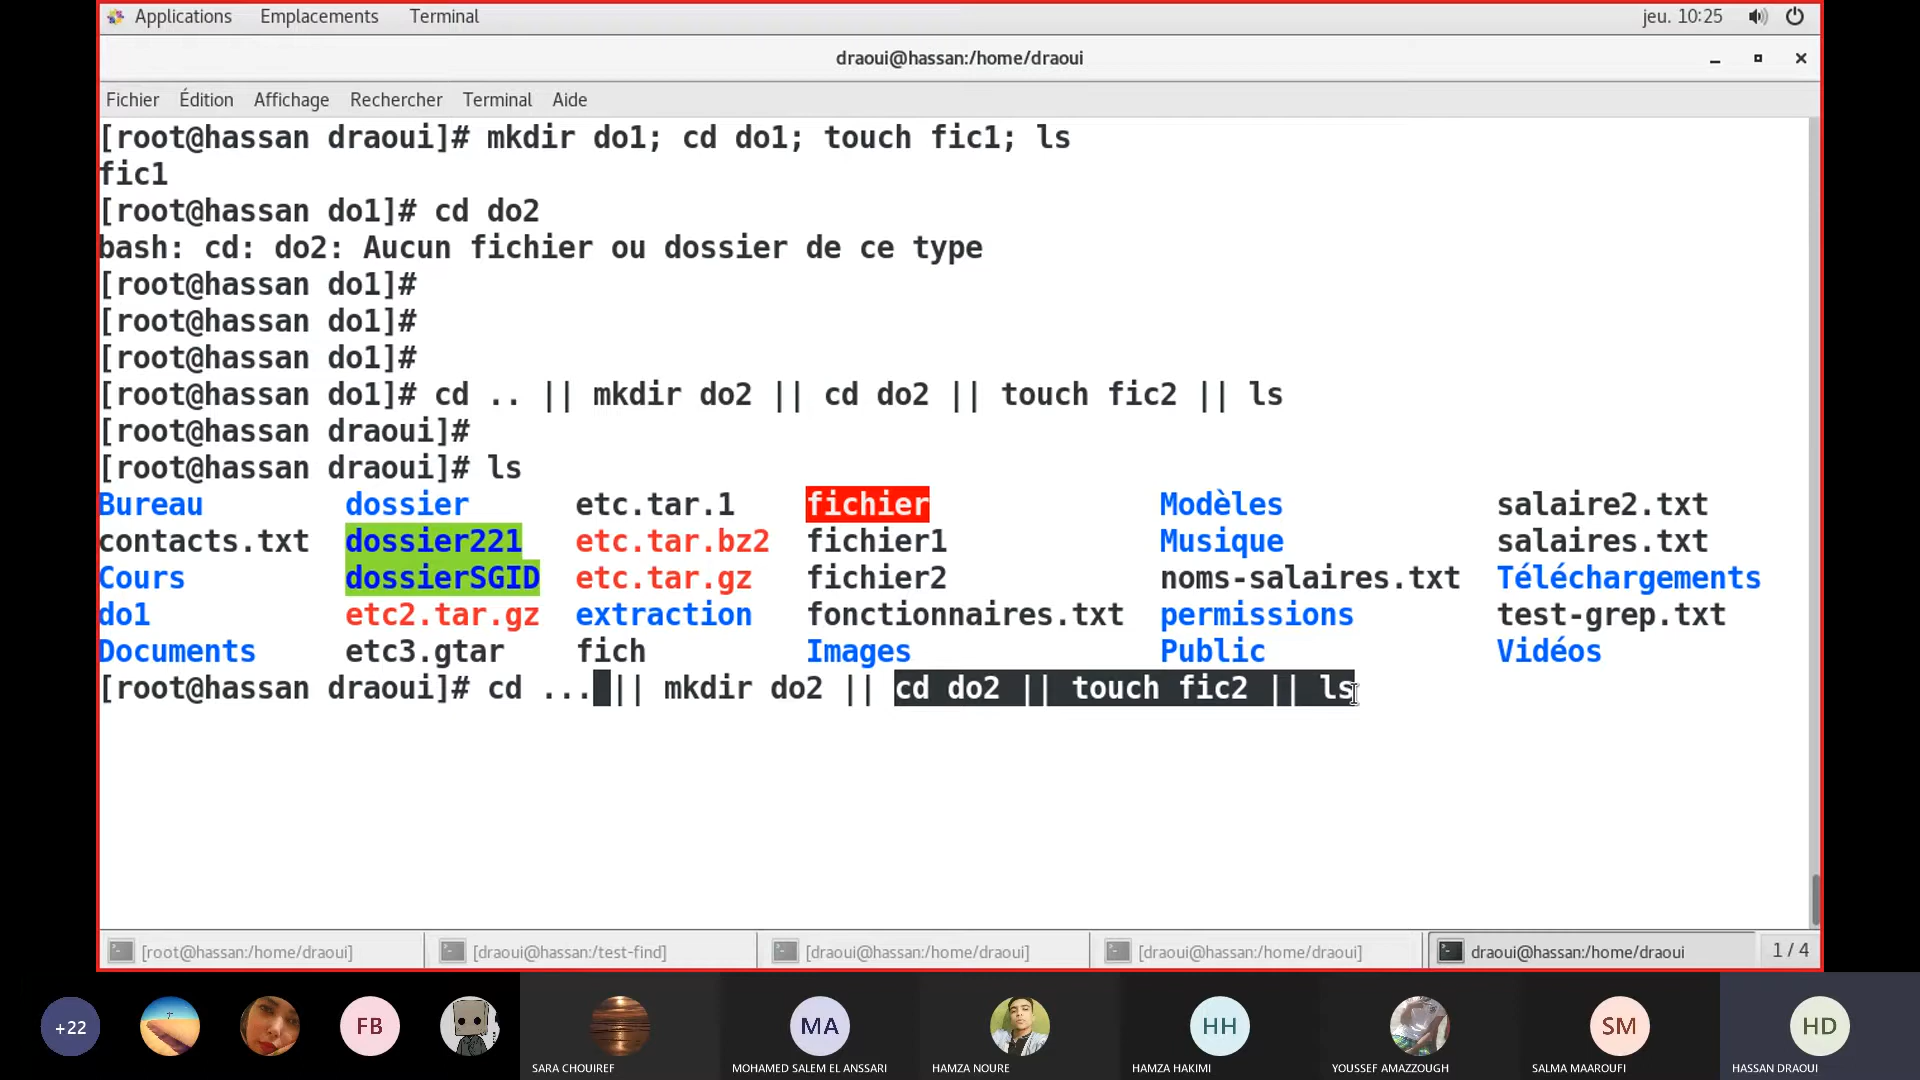 Applications Emplacements Terminal jeu. 10:25
draoui@hassan:/home/draoui
Fichier Édition Affichage Rechercher Terminal Aide
[root@hassan draoui]# mkdir do1; cd do1; touch fic1; ls
fic1
[root@hassan do1]# cd do2
bash: cd: do2: Aucun fichier ou dossier de ce type
[root@hassan do1]#
[root@hassan do1]#
[root@hassan do1]#
[root@hassan do1]# cd .. || mkdir do2 || cd do2 || touch fic2 || ls
[root@hassan draoui]#
[root@hassan draoui]# ls
Bureau dossier etc.tar.1 fichier Modèles salaire2.txt
contacts.txt dossier221 etc.tar.bz2 fichier1 Musique salaires.txt
Cours dossierSGID etc.tar.gz fichier2 noms-salaires.txt Téléchargements
do1 etc2.tar.gz extraction fonctionnaires.txt permissions test-grep.txt
Documents etc3.gtar fich Images Public Vidéos
[root@hassan draoui]# cd ... || mkdir do2 || cd do2 || touch fic2 || ls
[root@hassan:/home/draoui] [draoui@hassan:/test-find] [draoui@hassan:/home/draoui] [draoui@hassan:/home/draoui] draoui@hassan:/home/draoui 1 / 4
+22 FB MA HH SM HD
SARA CHOUIREF MOHAMED SALEM EL ANSSARI HAMZA NOURE HAMZA HAKIMI YOUSSEF AMAZZOUGH SALMA MAAROUFI HASSAN DRAOUI